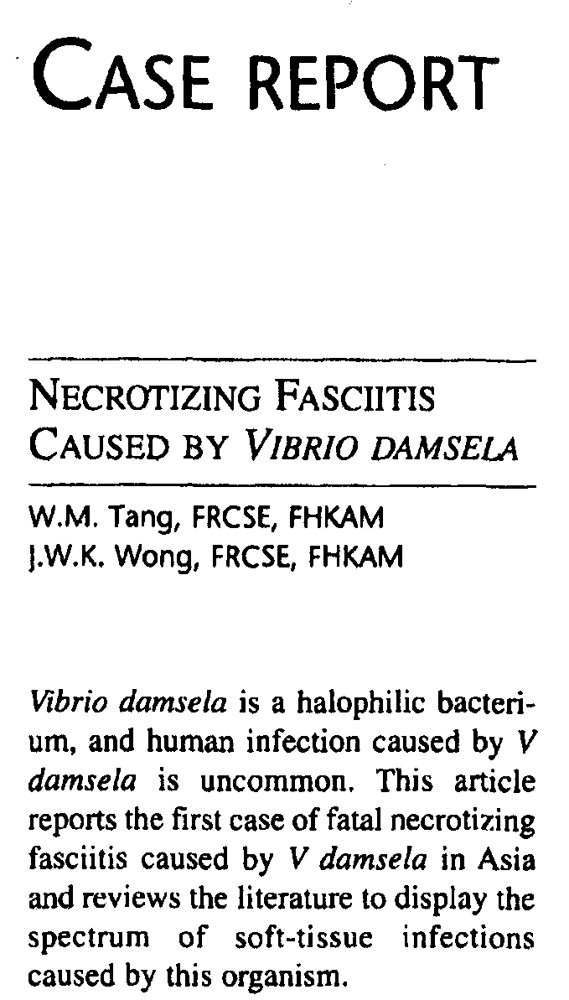 CASE REPORT
NECROTIZING FASCIITIS
CAUSED BY VIBRIO DAMSELA
W.M. Tang, FRCSE, FHKAM
J.W.K. Wong, FRCSE, FHKAM
Vibrio damsela is a halophilic bacteri-
um, and human infection caused by V
damsela is uncommon. This article
reports the first case of fatal necrotizing
fasciitis caused by V damsela in Asia
and reviews the literature to display the
spectrum of soft-tissue infections
caused by this organism.